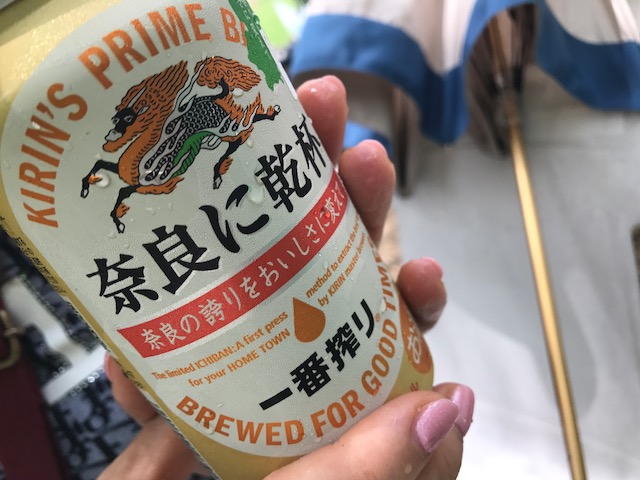 KIRIN'S PRIME
奈良に乾杯
奈良の誇りをおいしさに変えて
The limited ICHIBAN: A first press
method to extract the
for your HOME TOWN
by KIRIN master
一番搾り
BREWED FOR GOOD TIM